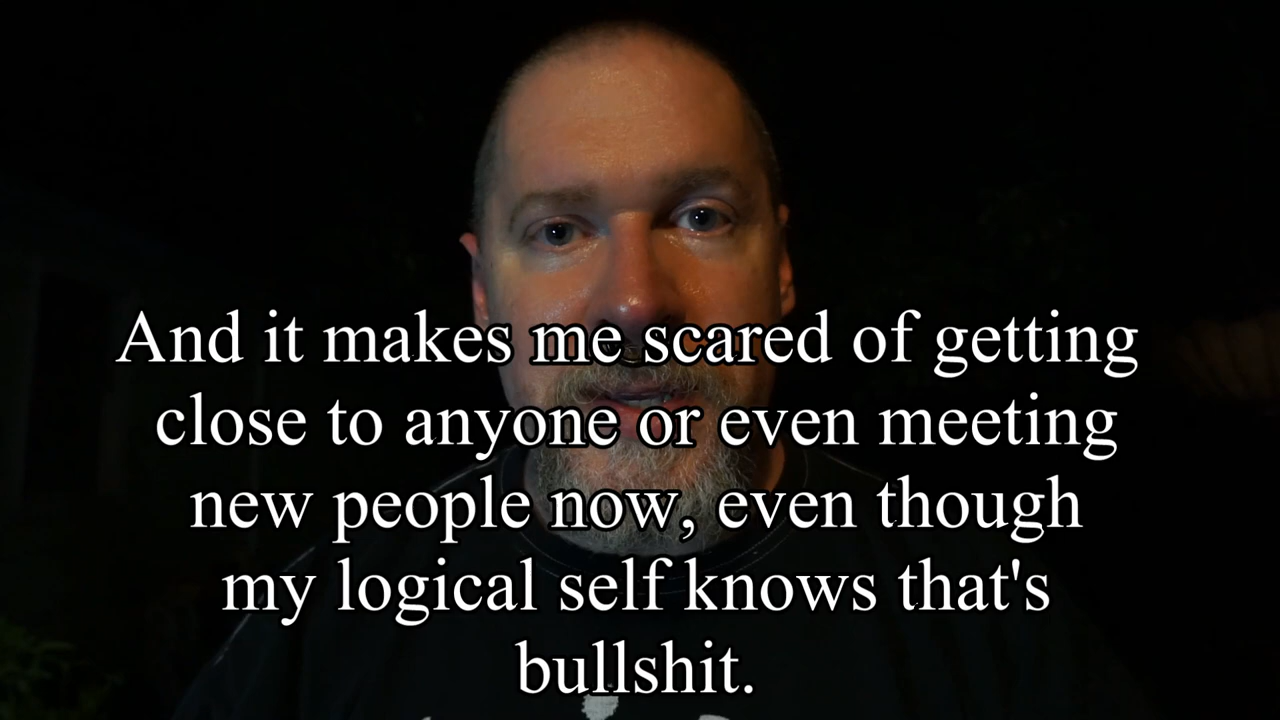 And it makes me scared of getting
close to anyone or even meeting
new people now, even though
my logical self knows that's
bullshit.